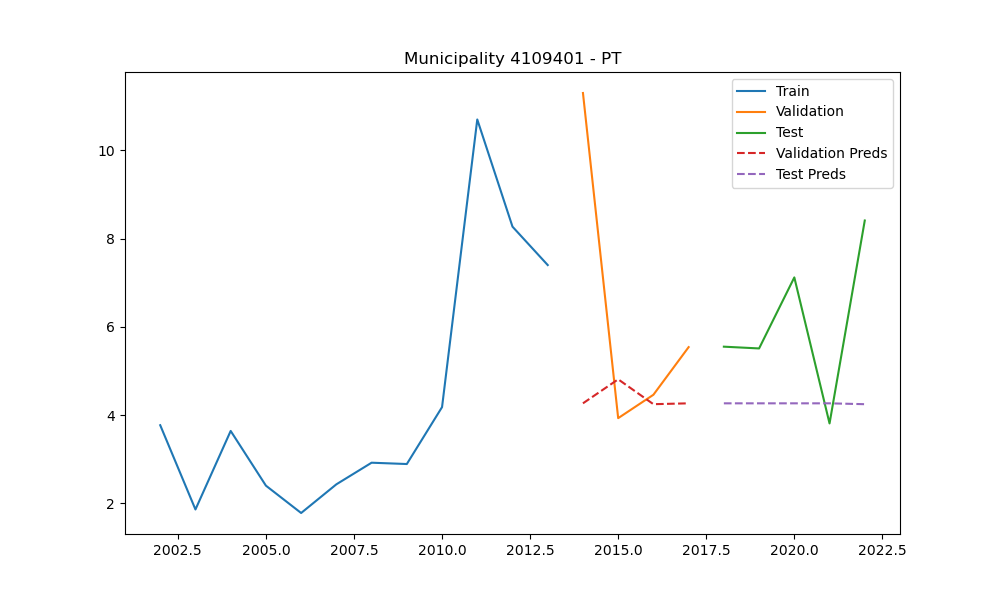 Municipality 4109401 - PT
Train
Validation
Test
Validation Preds
Test Preds
10
8
6
4
2
2002.5 2005.0 2007.5 2010.0 2012.5 2015.0 2017.5 2020.0 2022.5